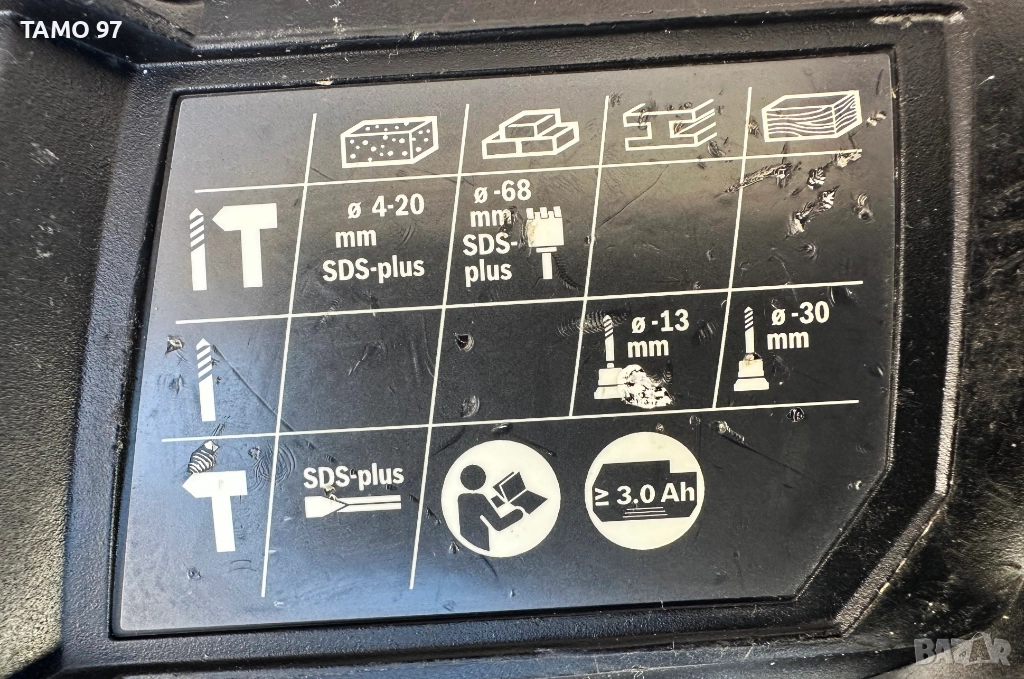 TAMO 97
ø 4-20
mm
SDS-plus
ø -68
mm
SDS-
plus
ø -13
mm
ø -30
mm
SDS-plus
≥ 3.0 Ah
BAZAR